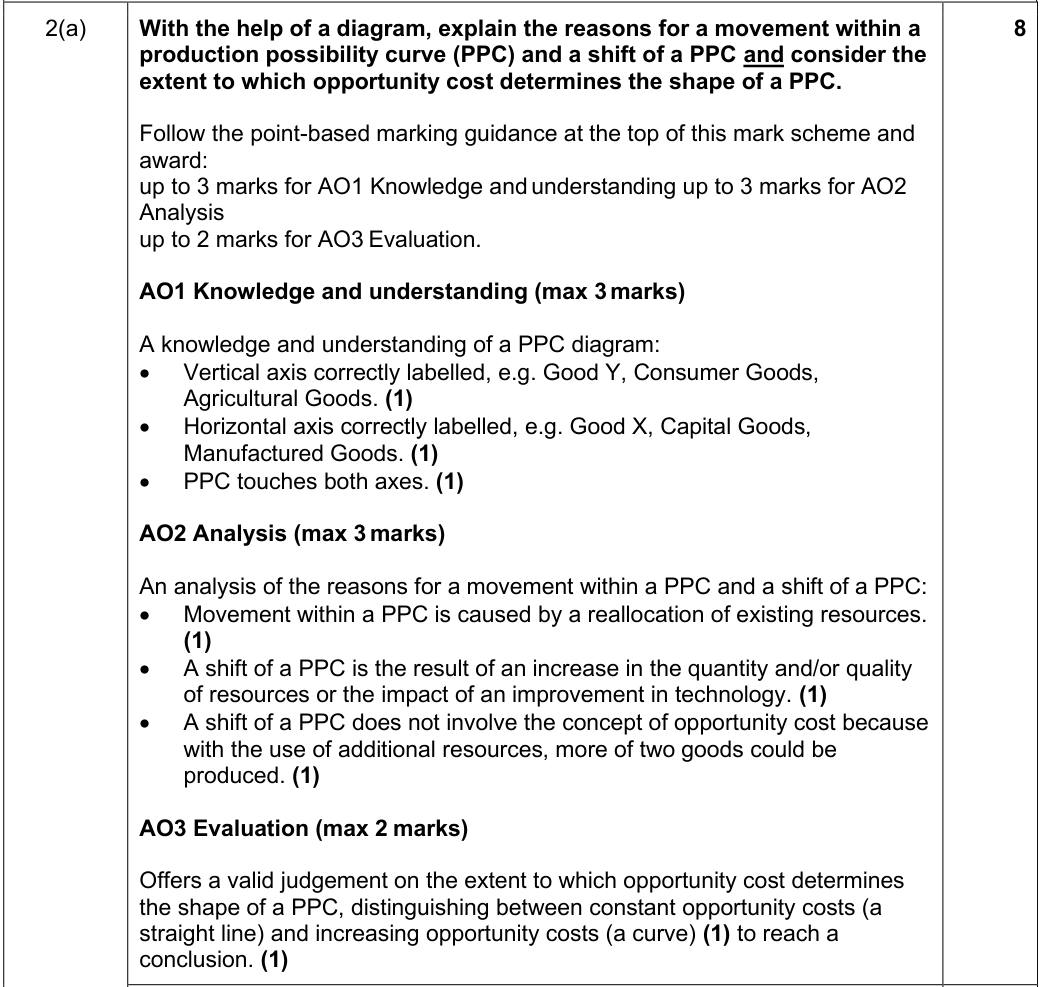 2(a)
With the help of a diagram, explain the reasons for a movement within a
production possibility curve (PPC) and a shift of a PPC and consider the
extent to which opportunity cost determines the shape of a PPC.
8
Follow the point-based marking guidance at the top of this mark scheme and
award:
up to 3 marks for AO1 Knowledge and understanding up to 3 marks for AO2
Analysis
up to 2 marks for AO3 Evaluation.
AO1 Knowledge and understanding (max 3 marks)
A knowledge and understanding of a PPC diagram:
• Vertical axis correctly labelled, e.g. Good Y, Consumer Goods,
Agricultural Goods. (1)
• Horizontal axis correctly labelled, e.g. Good X, Capital Goods,
Manufactured Goods. (1)
• PPC touches both axes. (1)
AO2 Analysis (max 3 marks)
An analysis of the reasons for a movement within a PPC and a shift of a PPC:
• Movement within a PPC is caused by a reallocation of existing resources.
(1)
• A shift of a PPC is the result of an increase in the quantity and/or quality
of resources or the impact of an improvement in technology. (1)
• A shift of a PPC does not involve the concept of opportunity cost because
with the use of additional resources, more of two goods could be
produced. (1)
AO3 Evaluation (max 2 marks)
Offers a valid judgement on the extent to which opportunity cost determines
the shape of a PPC, distinguishing between constant opportunity costs (a
straight line) and increasing opportunity costs (a curve) (1) to reach a
conclusion. (1)